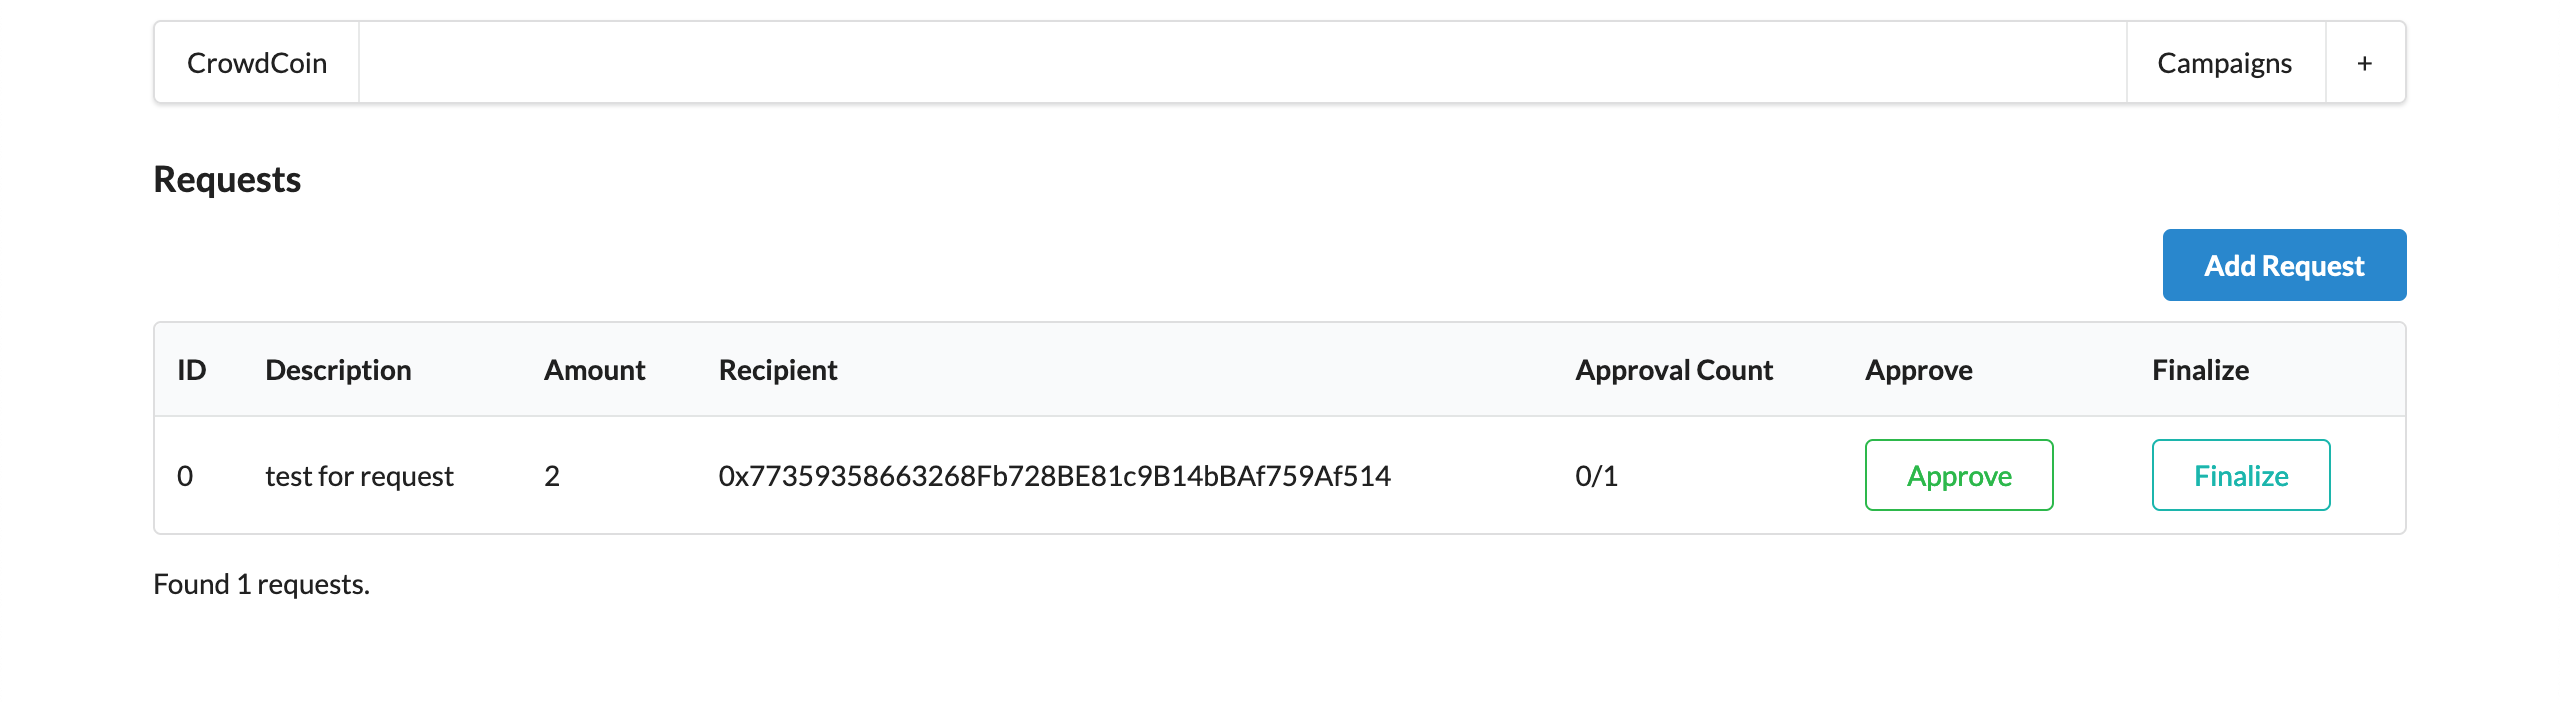 CrowdCoin Campaigns +
Requests
Add Request
ID Description Amount Recipient Approval Count Approve Finalize
0 test for request 2 0x77359358663268Fb728BE81c9B14bBAf759Af514 0/1 Approve Finalize
Found 1 requests.